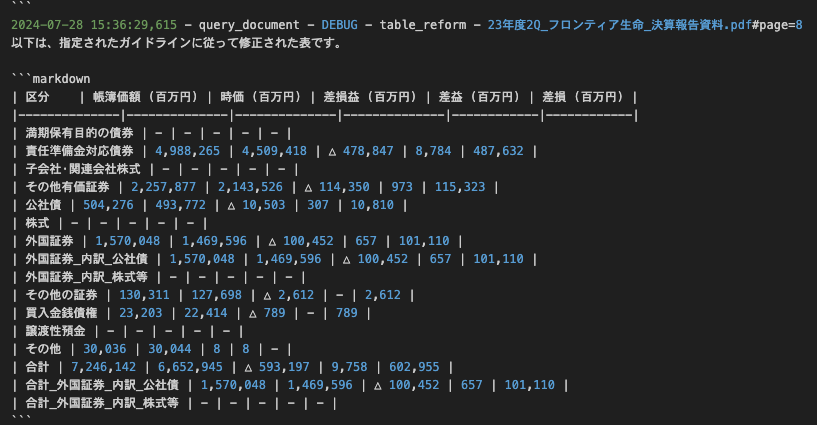 ```
2024-07-28 15:36:29,615 - query_document - DEBUG - table_reform - 23年度2Q_フロンティア生命_決算報告資料.pdf#page=8
以下は、指定されたガイドラインに従って修正された表です。
```markdown
| 区分    | 帳簿価額 (百万円) | 時価 (百万円) | 差損益 (百万円) | 差益 (百万円) | 差損 (百万円) |
|--------------|--------------|--------------|--------------|------------|------------|
| 満期保有目的の債券 | - | - | - | - | - |
| 責任準備金対応債券 | 4,988,265 | 4,509,418 | △ 478,847 | 8,784 | 487,632 |
| 子会社･関連会社株式 | - | - | - | - | - |
| その他有価証券 | 2,257,877 | 2,143,526 | △ 114,350 | 973 | 115,323 |
| 公社債 | 504,276 | 493,772 | △ 10,503 | 307 | 10,810 |
| 株式 | - | - | - | - | - |
| 外国証券 | 1,570,048 | 1,469,596 | △ 100,452 | 657 | 101,110 |
| 外国証券_内訳_公社債 | 1,570,048 | 1,469,596 | △ 100,452 | 657 | 101,110 |
| 外国証券_内訳_株式等 | - | - | - | - | - |
| その他の証券 | 130,311 | 127,698 | △ 2,612 | - | 2,612 |
| 買入金銭債権 | 23,203 | 22,414 | △ 789 | - | 789 |
| 譲渡性預金 | - | - | - | - | - |
| その他 | 30,036 | 30,044 | 8 | 8 | - |
| 合計 | 7,246,142 | 6,652,945 | △ 593,197 | 9,758 | 602,955 |
| 合計_外国証券_内訳_公社債 | 1,570,048 | 1,469,596 | △ 100,452 | 657 | 101,110 |
| 合計_外国証券_内訳_株式等 | - | - | - | - | - |
```